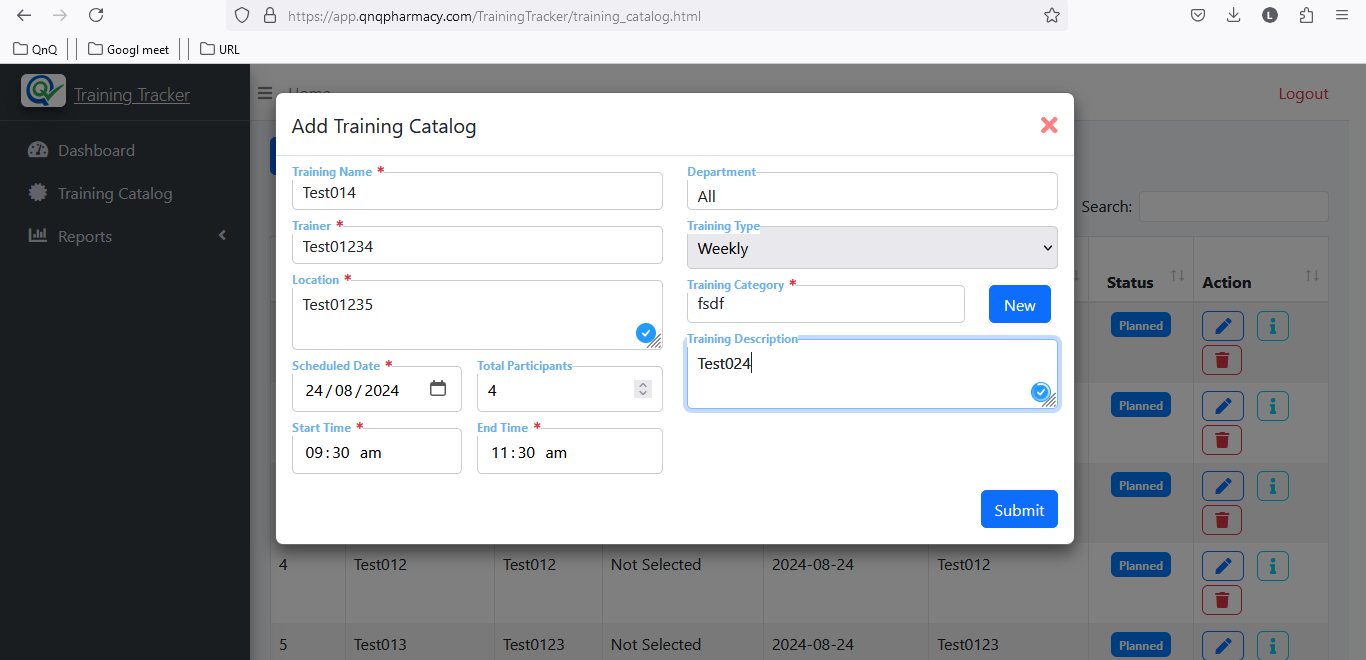 https://app.qnqpharmacy.com/TrainingTracker/training_catalog.html
L
QnQ
Googl meet
URL
Training Tracker
Home
Logout
Dashboard
Training Catalog
Reports
Add Training Catalog
Training Name *
Test014
Department
All
Trainer *
Test01234
Training Type
Weekly
Location *
Test01235
Training Category *
fsdf
New
Training Description
Test024
Scheduled Date *
24/08/2024
Total Participants
4
Start Time *
09:30 am
End Time *
11:30 am
Submit
Search:
Status
Action
Planned
Planned
Planned
4 Test012 Test012 Not Selected 2024-08-24 Test012 Planned
5 Test013 Test0123 Not Selected 2024-08-24 Test0123 Planned